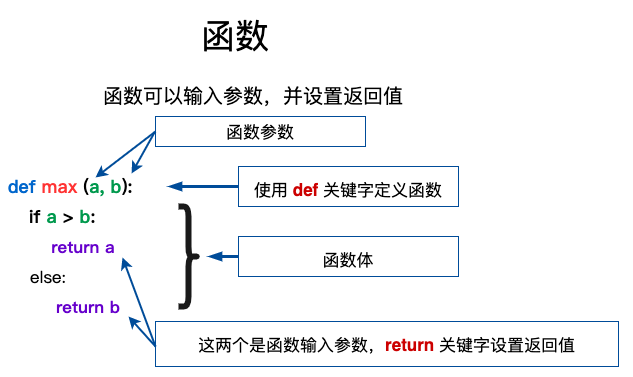 函数
函数可以输入参数，并设置返回值
函数参数
def max (a, b):
使用 def 关键字定义函数
if a > b:
return a
函数体
else:
return b
这两个是函数输入参数，return 关键字设置返回值